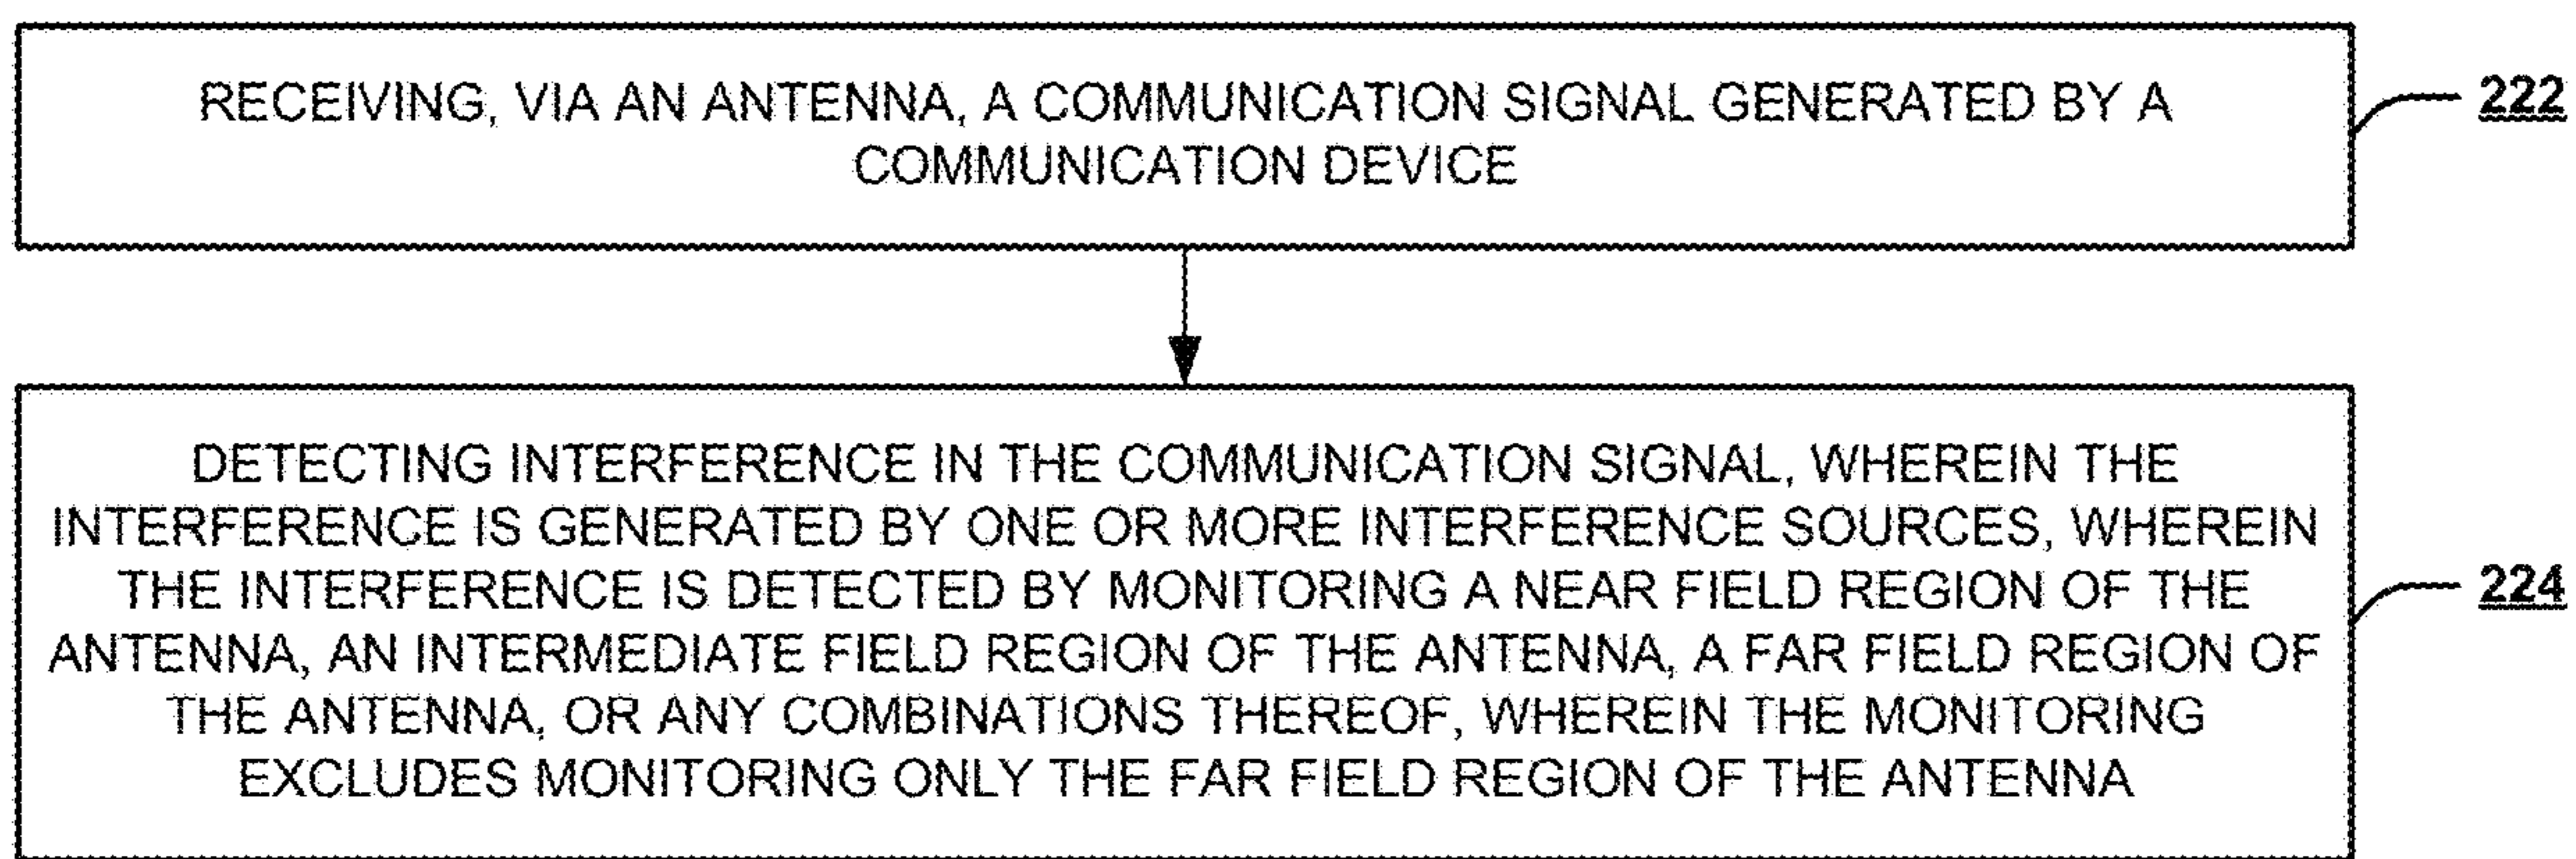 RECEIVING, VIA AN ANTENNA, A COMMUNICATION SIGNAL GENERATED BY A
COMMUNICATION DEVICE
222
DETECTING INTERFERENCE IN THE COMMUNICATION SIGNAL, WHEREIN THE
INTERFERENCE IS GENERATED BY ONE OR MORE INTERFERENCE SOURCES, WHEREIN
THE INTERFERENCE IS DETECTED BY MONITORING A NEAR FIELD REGION OF THE
ANTENNA, AN INTERMEDIATE FIELD REGION OF THE ANTENNA, A FAR FIELD REGION OF
THE ANTENNA, OR ANY COMBINATIONS THEREOF, WHEREIN THE MONITORING
EXCLUDES MONITORING ONLY THE FAR FIELD REGION OF THE ANTENNA
224